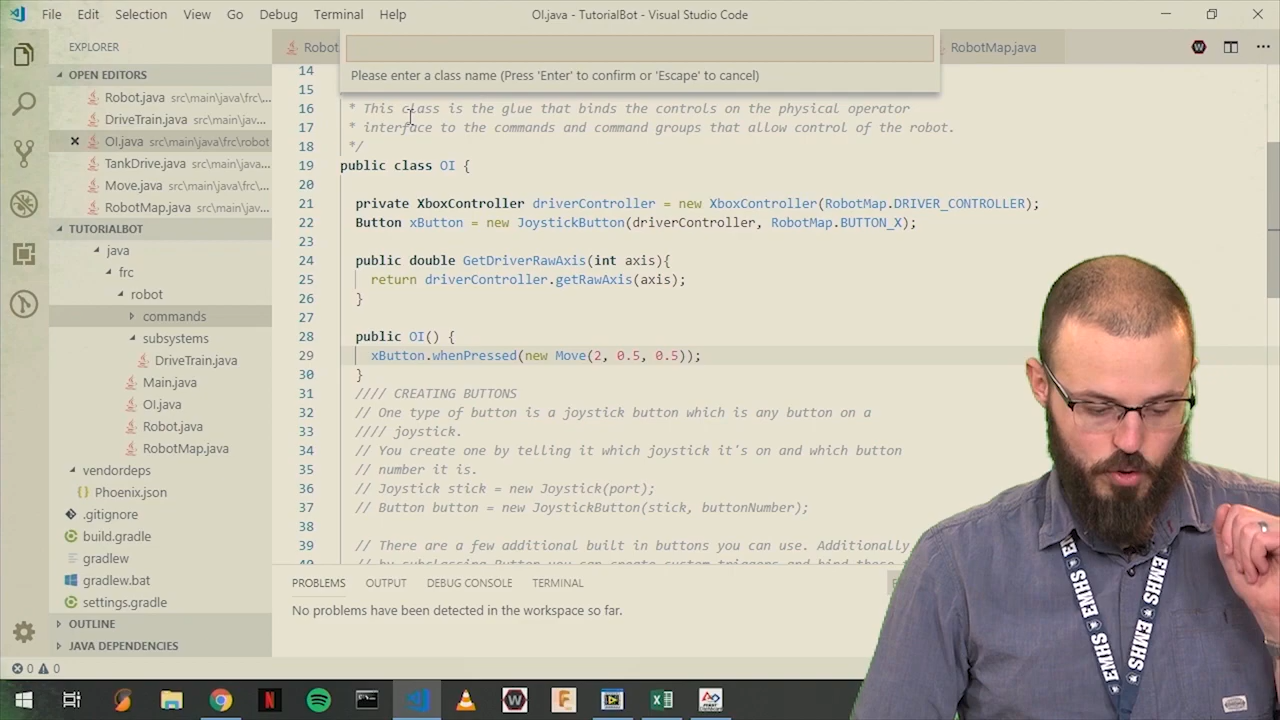 File Edit Selection View Go Debug Terminal Help OI.java - TutorialBot - Visual Studio Code
EXPLORER
OPEN EDITORS
Robot.java src\main\java\frc\...
DriveTrain.java src\main\jav...
OI.java src\main\java\frc\robot
TankDrive.java src\main\jav...
Move.java src\main\java\frc\...
RobotMap.java src\main\jav...
TUTORIALBOT
java
frc
robot
commands
subsystems
DriveTrain.java
Main.java
OI.java
Robot.java
RobotMap.java
vendordeps
Phoenix.json
.gitignore
build.gradle
gradlew
gradlew.bat
settings.gradle
OUTLINE
JAVA DEPENDENCIES
Robot
RobotMap.java
Please enter a class name (Press 'Enter' to confirm or 'Escape' to cancel)
14
15
16 * This class is the glue that binds the controls on the physical operator
17 * interface to the commands and command groups that allow control of the robot.
18 */
19 public class OI {
20
21 private XboxController driverController = new XboxController(RobotMap.DRIVER_CONTROLLER);
22 Button xButton = new JoystickButton(driverController, RobotMap.BUTTON_X);
23
24 public double GetDriverRawAxis(int axis){
25 return driverController.getRawAxis(axis);
26 }
27
28 public OI() {
29 xButton.whenPressed(new Move(2, 0.5, 0.5));
30 }
31 //// CREATING BUTTONS
32 // One type of button is a joystick button which is any button on a
33 //// joystick.
34 // You create one by telling it which joystick it's on and which button
35 // number it is.
36 // Joystick stick = new Joystick(port);
37 // Button button = new JoystickButton(stick, buttonNumber);
38
39 // There are a few additional built in buttons you can use. Additionally
PROBLEMS OUTPUT DEBUG CONSOLE TERMINAL
No problems have been detected in the workspace so far.
0 0
EMHS
EMHS
EMHS
EMHS